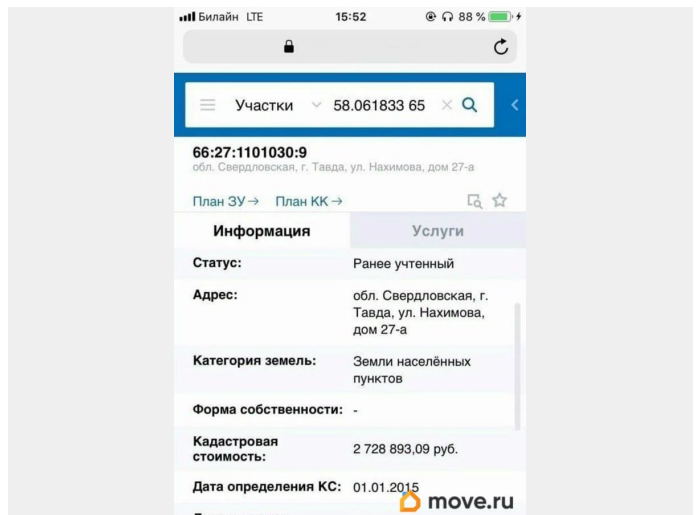 Билайн LTE 15:52 88 %
Участки 58.061833 65
66:27:1101030:9
обл. Свердловская, г. Тавда, ул. Нахимова, дом 27-а
План ЗУ→ План КК→
Информация Услуги
Статус: Ранее учтенный
Адрес: обл. Свердловская, г.
Тавда, ул. Нахимова,
дом 27-а
Категория земель: Земли населённых
пунктов
Форма собственности: -
Кадастровая
стоимость: 2 728 893,09 руб.
Дата определения КС: 01.01.2015
move.ru